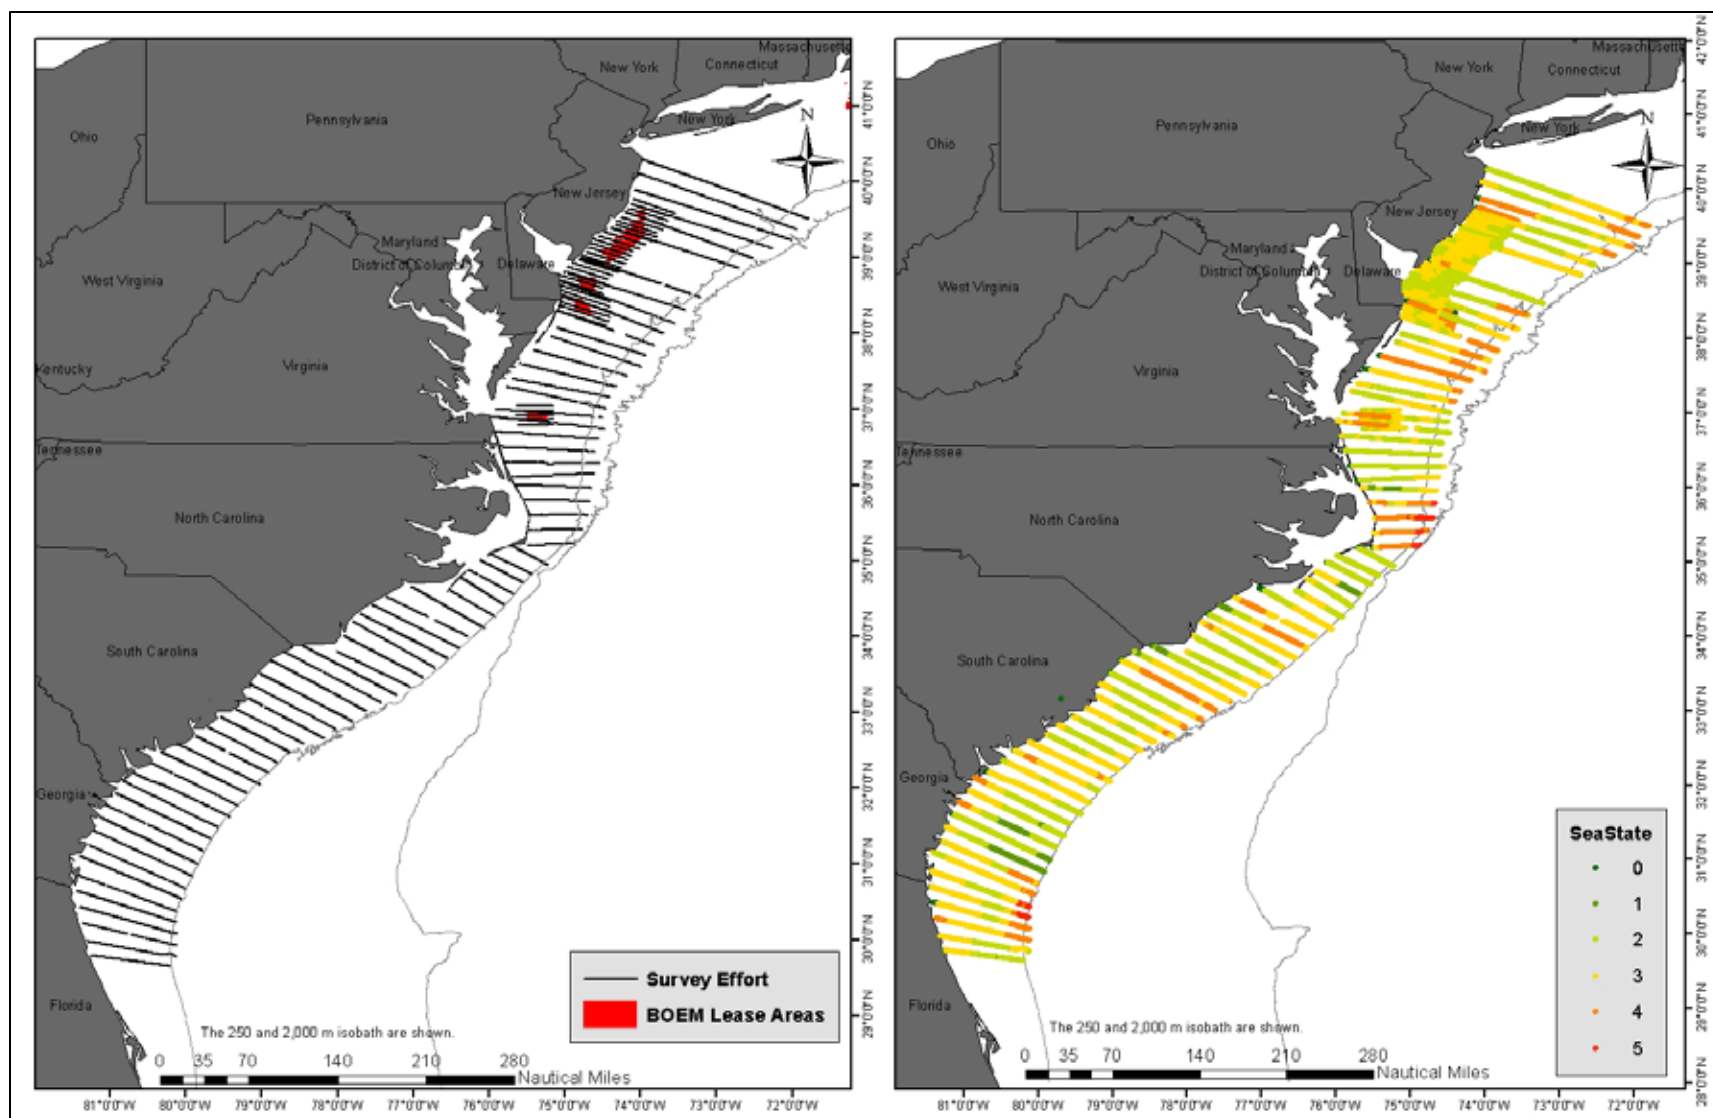 Massachusett
New York
Connecticut
Ohio
Pennsylvania
New York
N
New Jersey
Maryland
District of Columb
Delaware
West Virginia
Kentucky
Virginia
Tennessee
North Carolina
South Carolina
Georgia
Florida
Survey Effort
BOEM Lease Areas
The 250 and 2,000 m isobath are shown.
0 35 70 140 210 280
Nautical Miles
81°0'0"W 80°0'0"W 79°0'0"W 78°0'0"W 77°0'0"W 76°0'0"W 75°0'0"W 74°0'0"W 73°0'0"W 72°0'0"W
41°0'0"N
40°0'0"N
39°0'0"N
38°0'0"N
37°0'0"N
36°0'0"N
35°0'0"N
34°0'0"N
33°0'0"N
32°0'0"N
31°0'0"N
30°0'0"N
29°0'0"N
Massachusett
New York
Connecticut
Ohio
Pennsylvania
New York
N
New Jersey
Maryland
District of Columb
Delaware
West Virginia
Virginia
Tennessee
North Carolina
South Carolina
Georgia
Florida
SeaState
0
1
2
3
4
5
The 250 and 2,000 m isobath are shown.
0 35 70 140 210 280
Nautical Miles
81°0'0"W 80°0'0"W 79°0'0"W 78°0'0"W 77°0'0"W 76°0'0"W 75°0'0"W 74°0'0"W 73°0'0"W 72°0'0"W
42°0'0"N
41°0'0"N
40°0'0"N
39°0'0"N
38°0'0"N
37°0'0"N
36°0'0"N
35°0'0"N
34°0'0"N
33°0'0"N
32°0'0"N
31°0'0"N
30°0'0"N
29°0'0"N
28°0'0"N